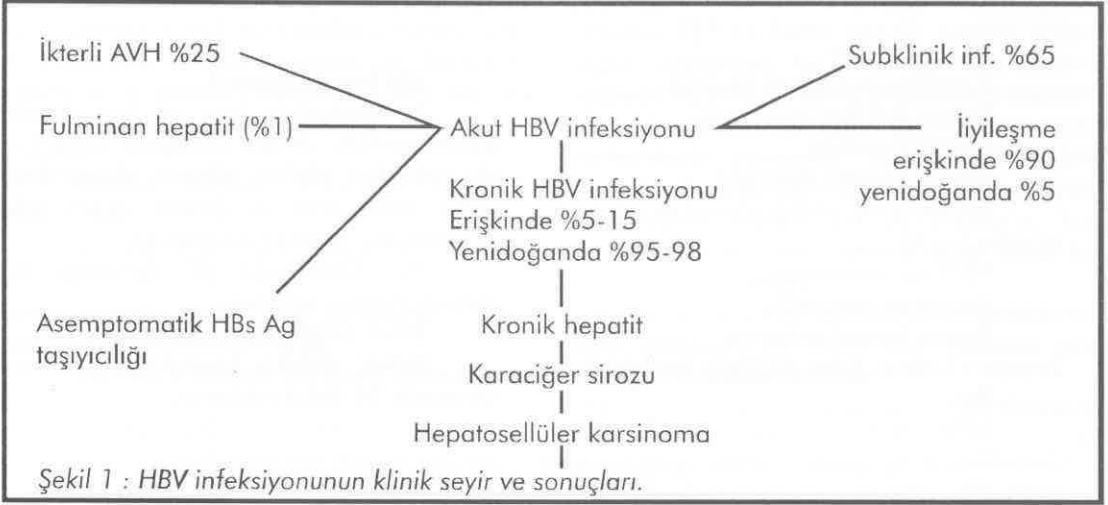 İkterli AVH %25
Subklinik inf. %65
Fulminan hepatit (%1)
Akut HBV infeksiyonu
İiyileşme
erişkinde %90
yenidoğanda %5
Kronik HBV infeksiyonu
Erişkinde %5-15
Yenidoğanda %95-98
Asemptomatik HBs Ag
taşıyıcılığı
Kronik hepatit
Karaciğer sirozu
Hepatosellüler karsinoma
Şekil 1 : HBV infeksiyonunun klinik seyir ve sonuçları.